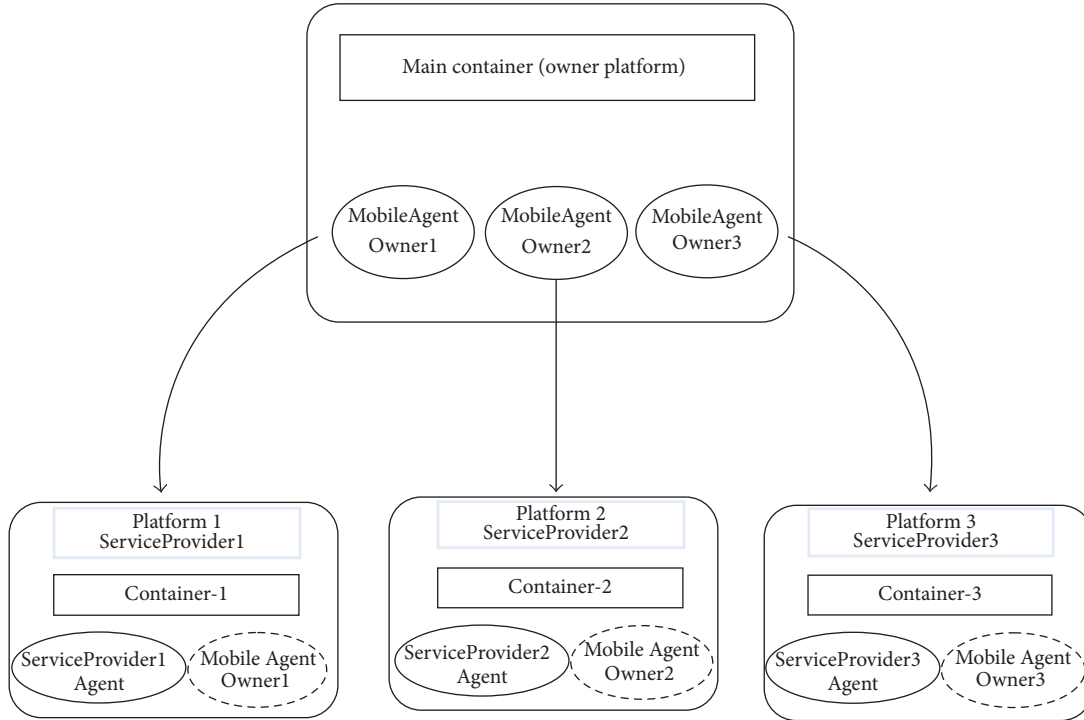 Main container (owner platform)
MobileAgent
Owner1
MobileAgent
Owner2
MobileAgent
Owner3
Platform 1
ServiceProvider1
Container-1
ServiceProvider1
Agent
Mobile Agent
Owner1
Platform 2
ServiceProvider2
Container-2
ServiceProvider2
Agent
Mobile Agent
Owner2
Platform 3
ServiceProvider3
Container-3
ServiceProvider3
Agent
Mobile Agent
Owner3